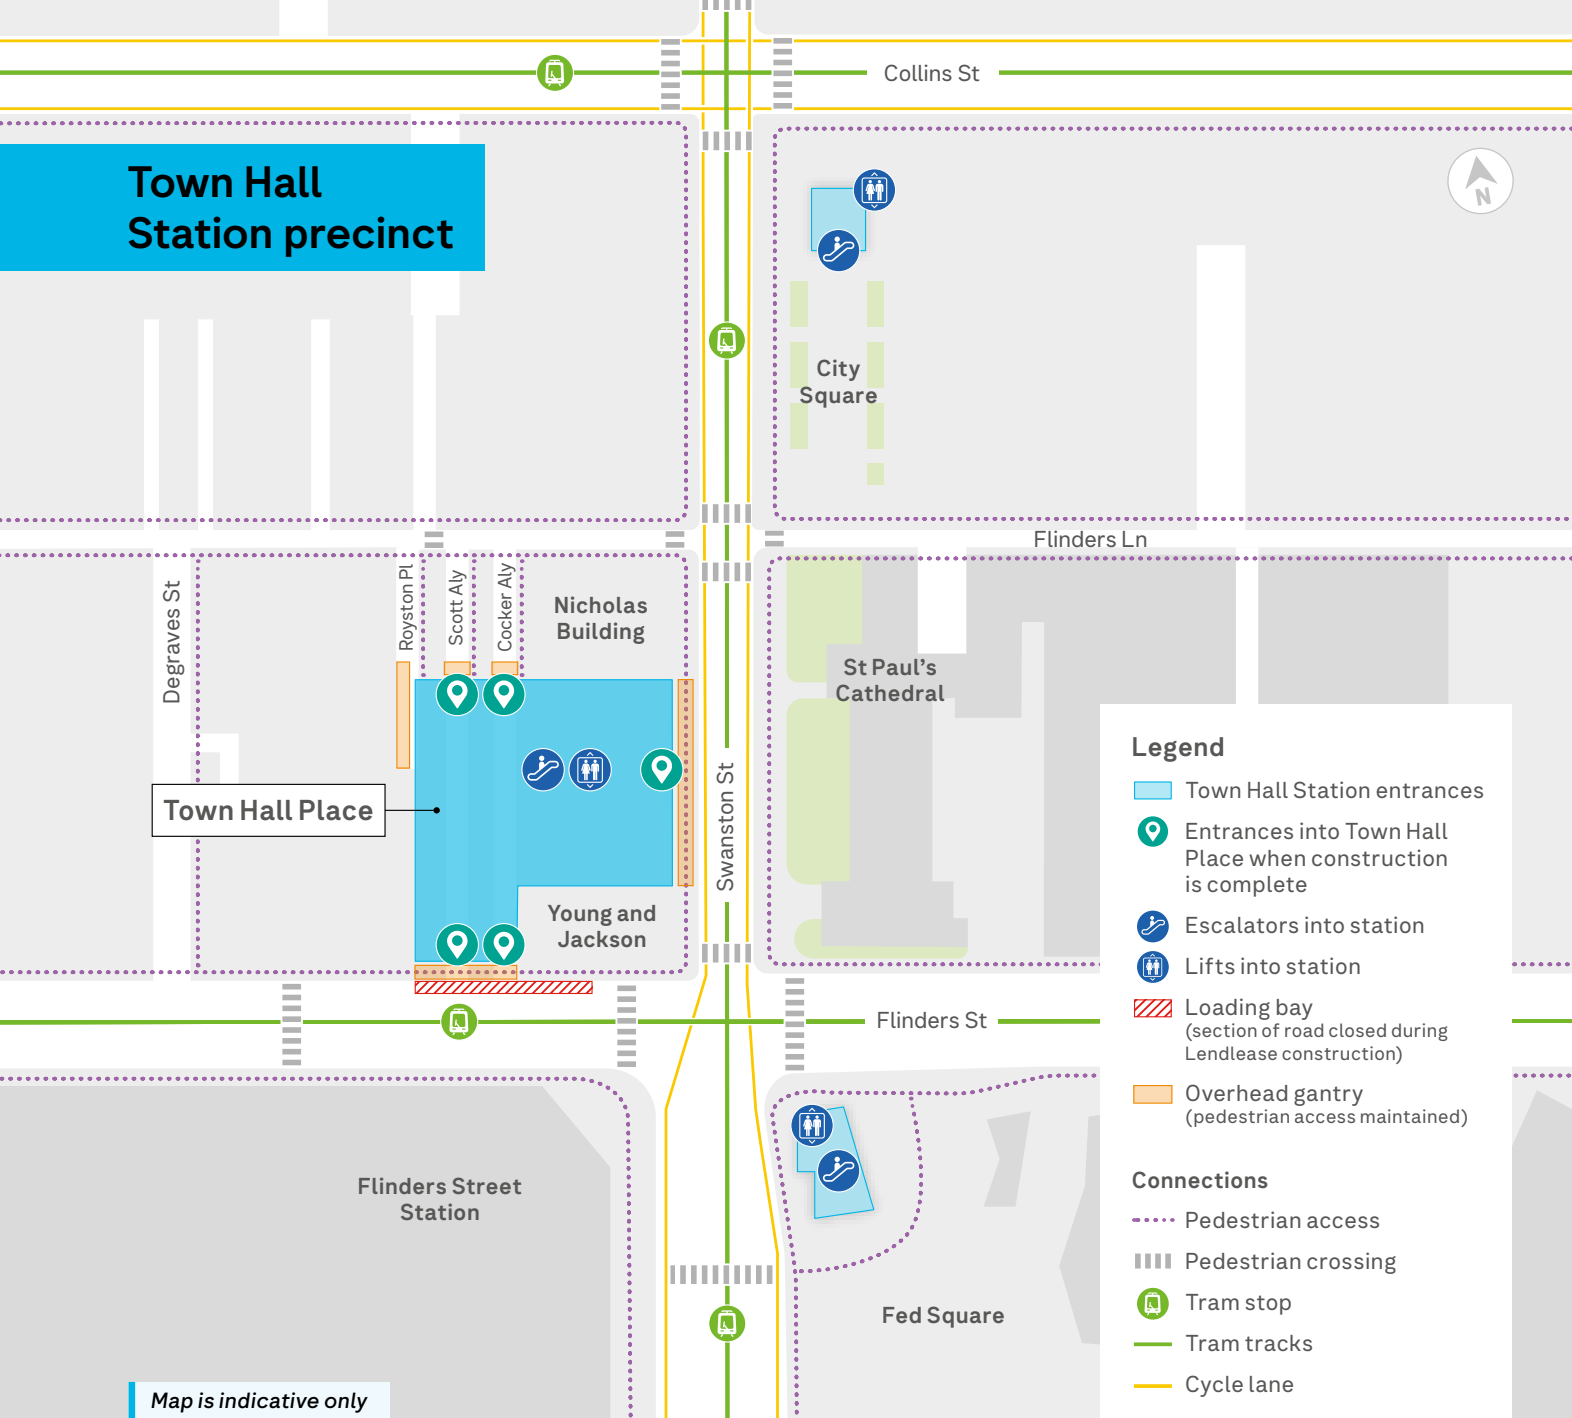 Collins St
Town Hall
Station precinct
N
City
Square
Flinders Ln
Degraves St
Royston Pl
Scott Aly
Cocker Aly
Nicholas
Building
St Paul's
Cathedral
Town Hall Place
Swanston St
Young and
Jackson
Flinders St
Flinders Street
Station
Fed Square
Map is indicative only
Legend
Town Hall Station entrances
Entrances into Town Hall
Place when construction
is complete
Escalators into station
Lifts into station
Loading bay
(section of road closed during
Lendlease construction)
Overhead gantry
(pedestrian access maintained)
Connections
Pedestrian access
Pedestrian crossing
Tram stop
Tram tracks
Cycle lane